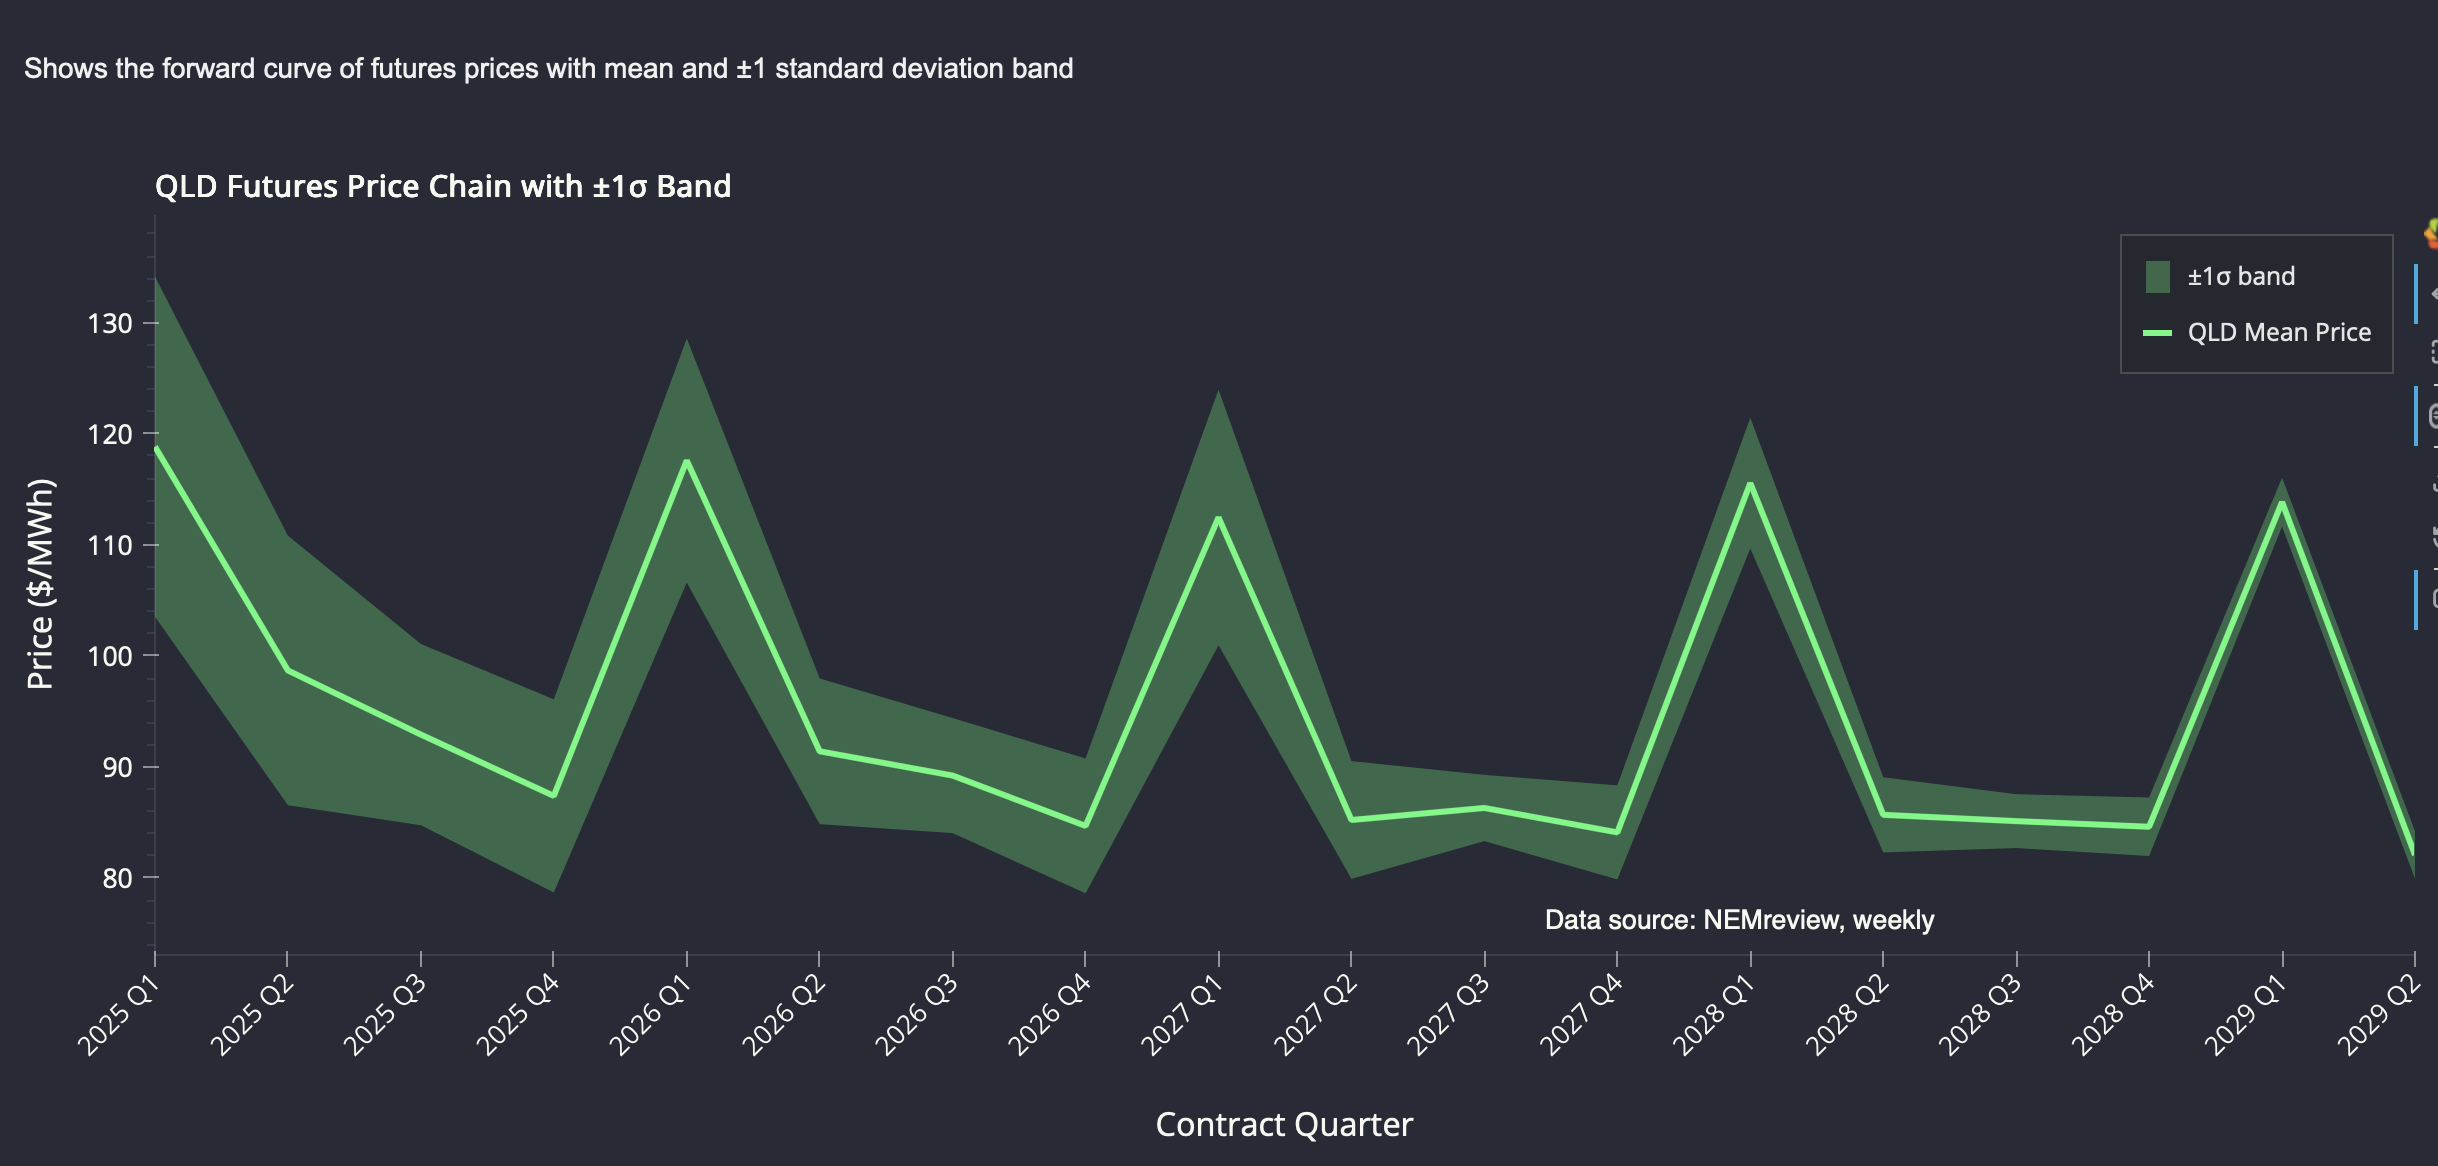 Shows the forward curve of futures prices with mean and ±1 standard deviation band
QLD Futures Price Chain with ±1σ Band
±1σ band
QLD Mean Price
Price ($/MWh)
130
120
110
100
90
80
Data source: NEMreview, weekly
2025 Q1
2025 Q2
2025 Q3
2025 Q4
2026 Q1
2026 Q2
2026 Q3
2026 Q4
2027 Q1
2027 Q2
2027 Q3
2027 Q4
2028 Q1
2028 Q2
2028 Q3
2028 Q4
2029 Q1
2029 Q2
Contract Quarter